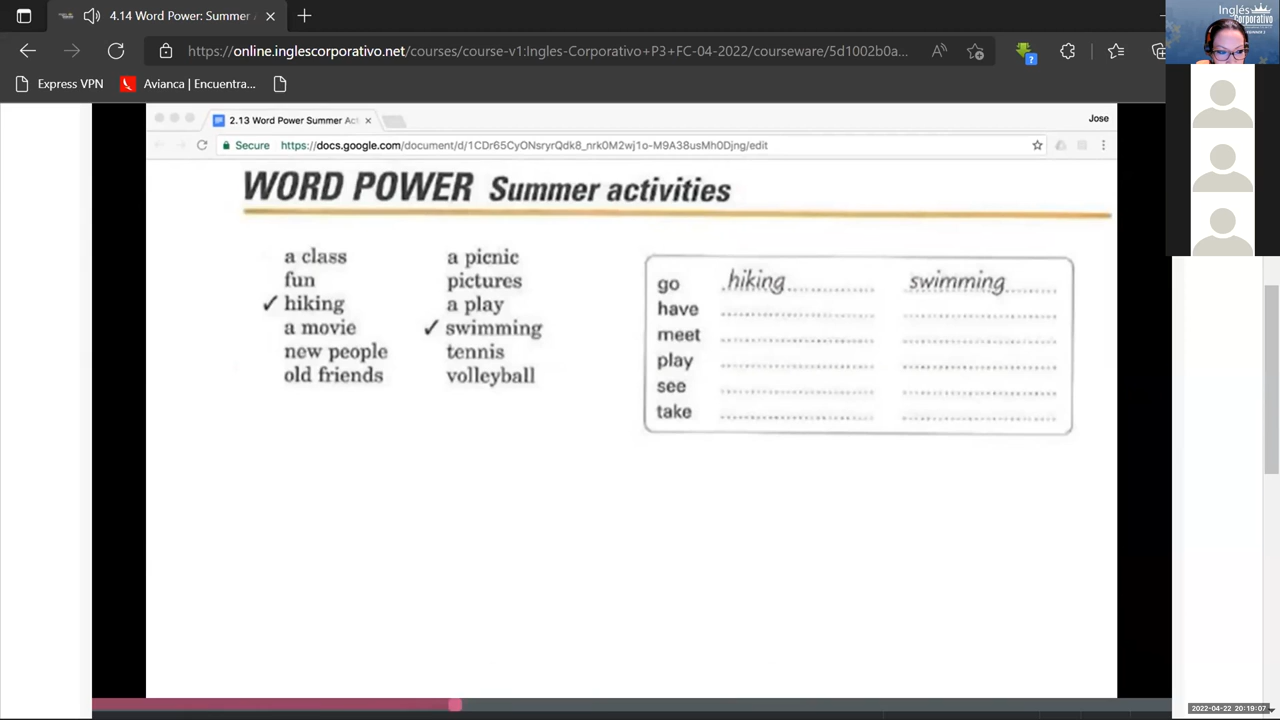 4.14 Word Power: Summer
https://online.inglescorporativo.net/courses/course-v1:Ingles-Corporativo+P3+FC-04-2022/courseware/5d1002b0a...
Express VPN
Avianca | Encuentra...
Inglés
Corporativo
2.13 Word Power Summer Act
Jose
Secure https://docs.google.com/document/d/1CDr65CyONsryrQdk8_nrk0M2wj1o-M9A38usMh0Djng/edit
WORD POWER Summer activities
a class
fun
✓ hiking
a movie
new people
old friends
a picnic
pictures
a play
✓ swimming
tennis
volleyball
go hiking swimming
have
meet
play
see
take
2022-04-22 20:19:07